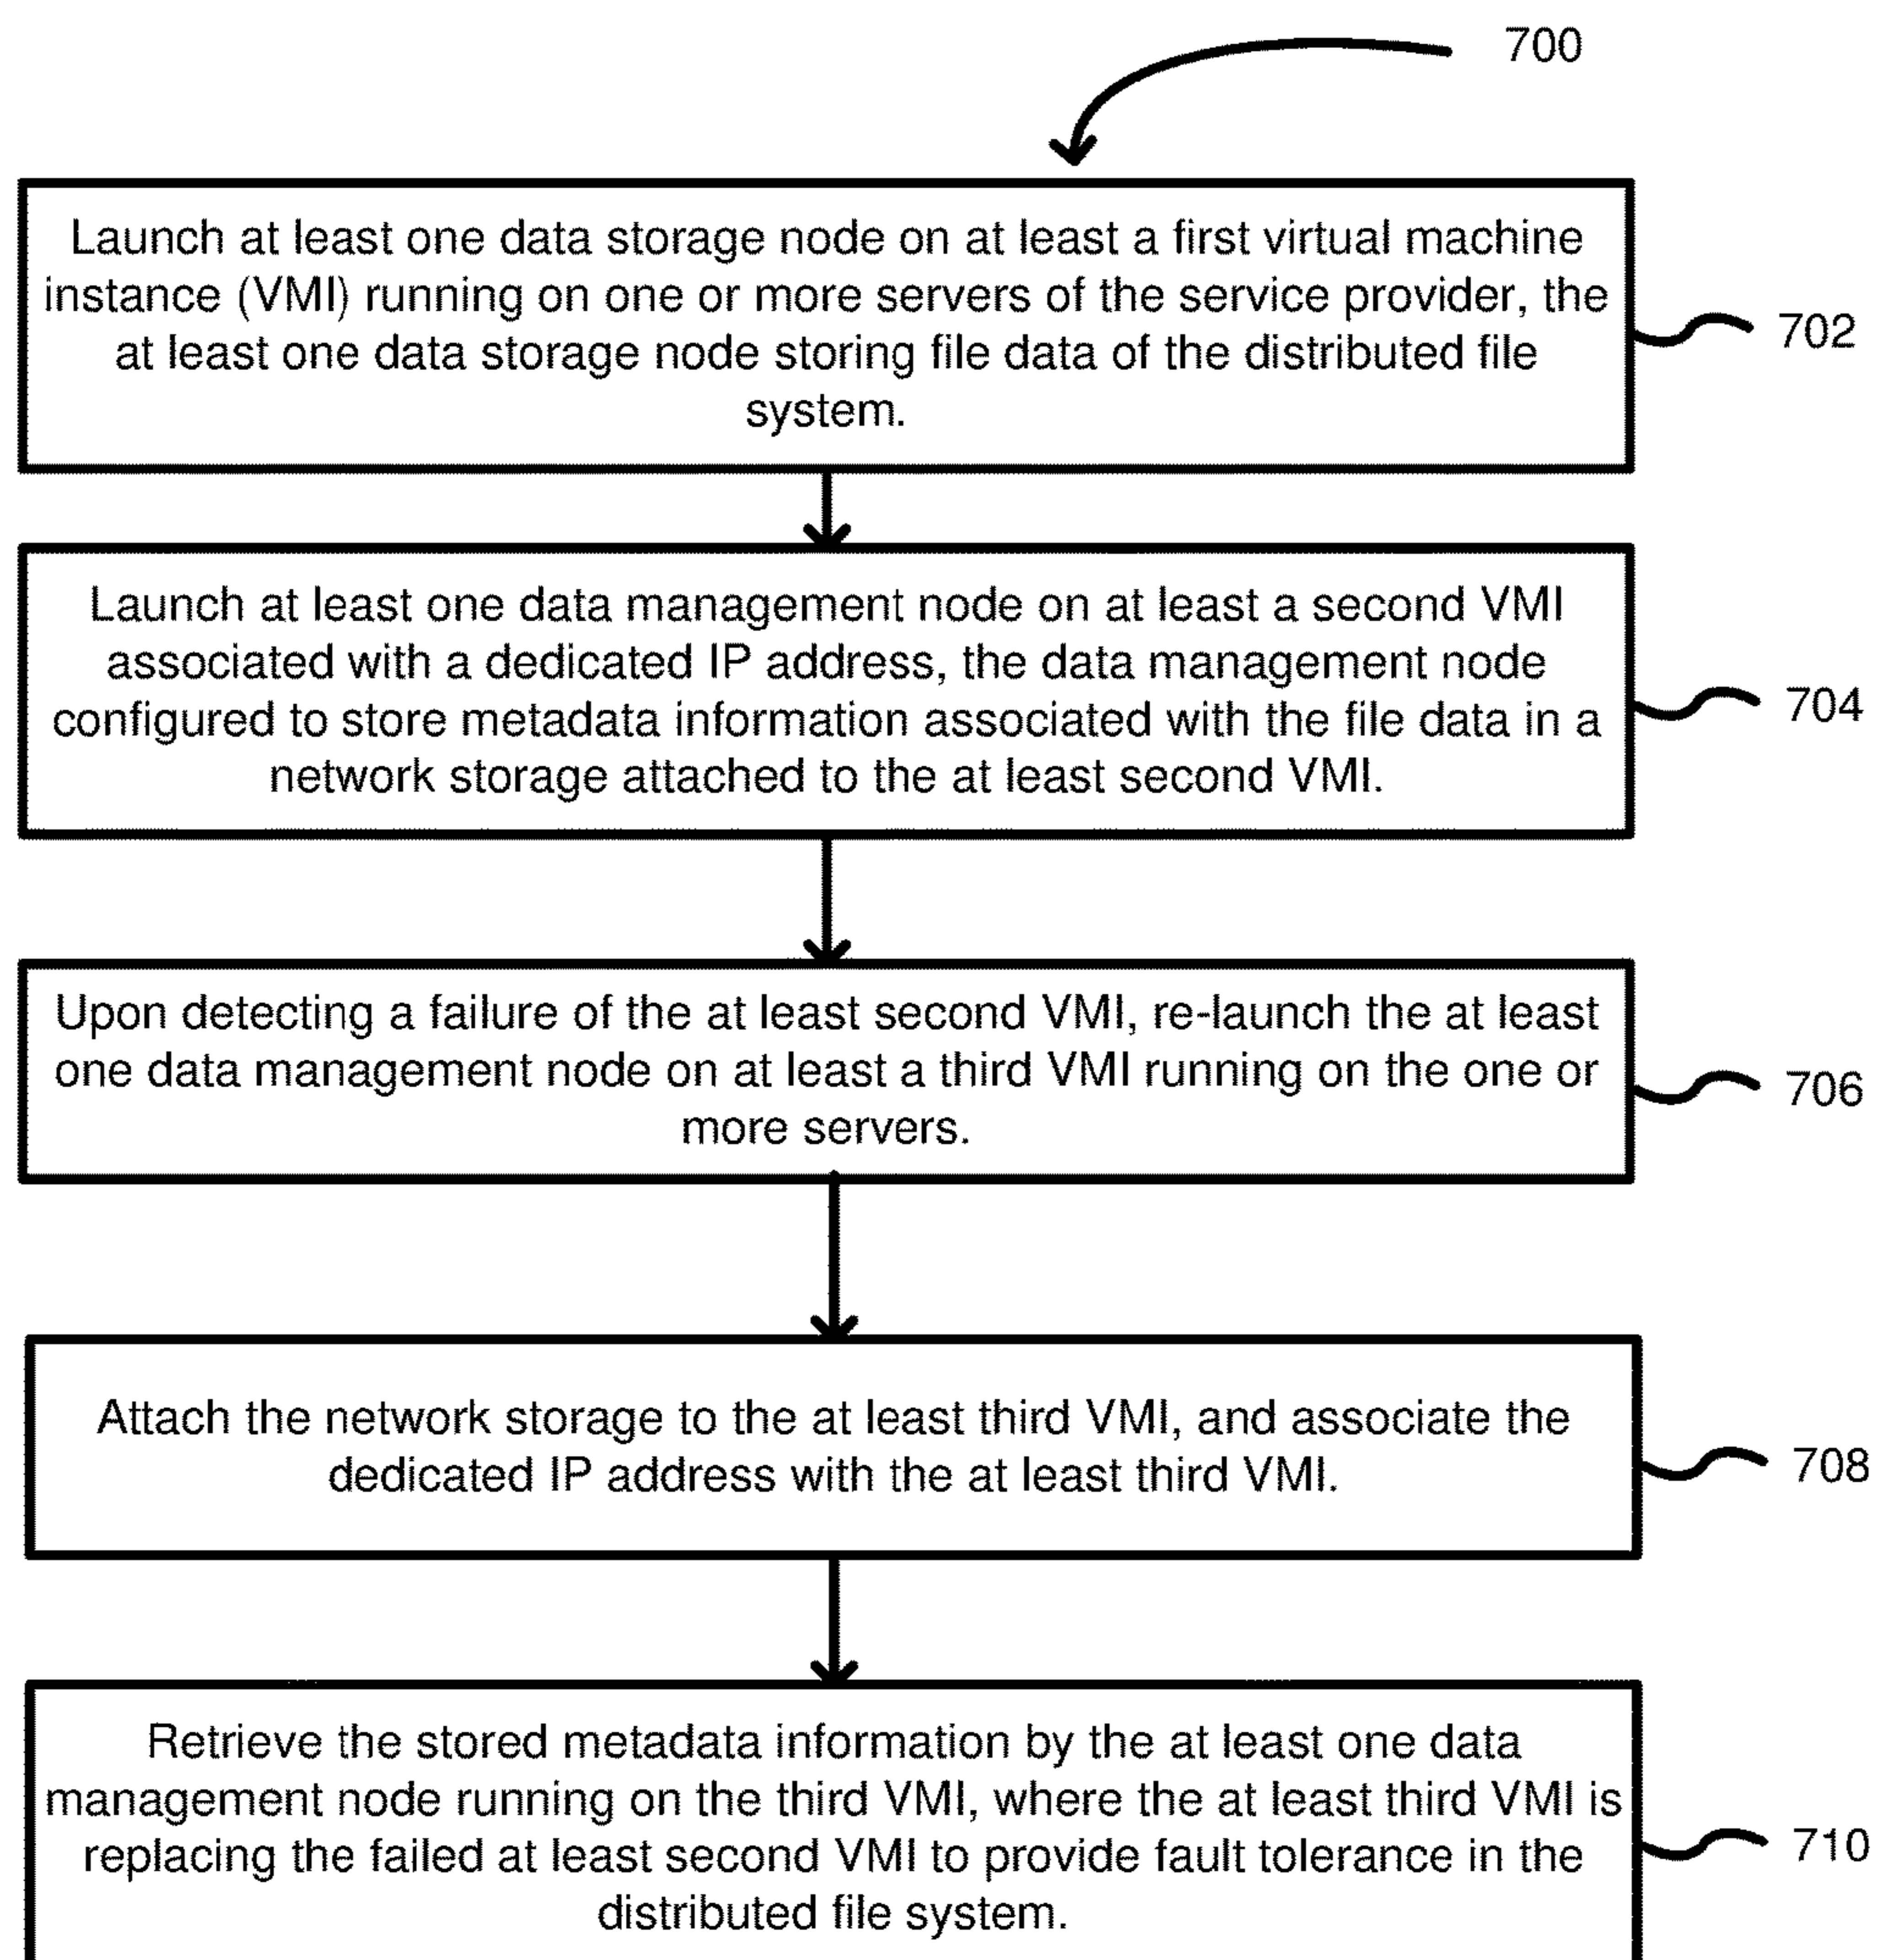 700
Launch at least one data storage node on at least a first virtual machine
instance (VMI) running on one or more servers of the service provider, the
at least one data storage node storing file data of the distributed file
system.
702
Launch at least one data management node on at least a second VMI
associated with a dedicated IP address, the data management node
configured to store metadata information associated with the file data in a
network storage attached to the at least second VMI.
704
Upon detecting a failure of the at least second VMI, re-launch the at least
one data management node on at least a third VMI running on the one or
more servers.
706
Attach the network storage to the at least third VMI, and associate the
dedicated IP address with the at least third VMI.
708
Retrieve the stored metadata information by the at least one data
management node running on the third VMI, where the at least third VMI is
replacing the failed at least second VMI to provide fault tolerance in the
distributed file system.
710